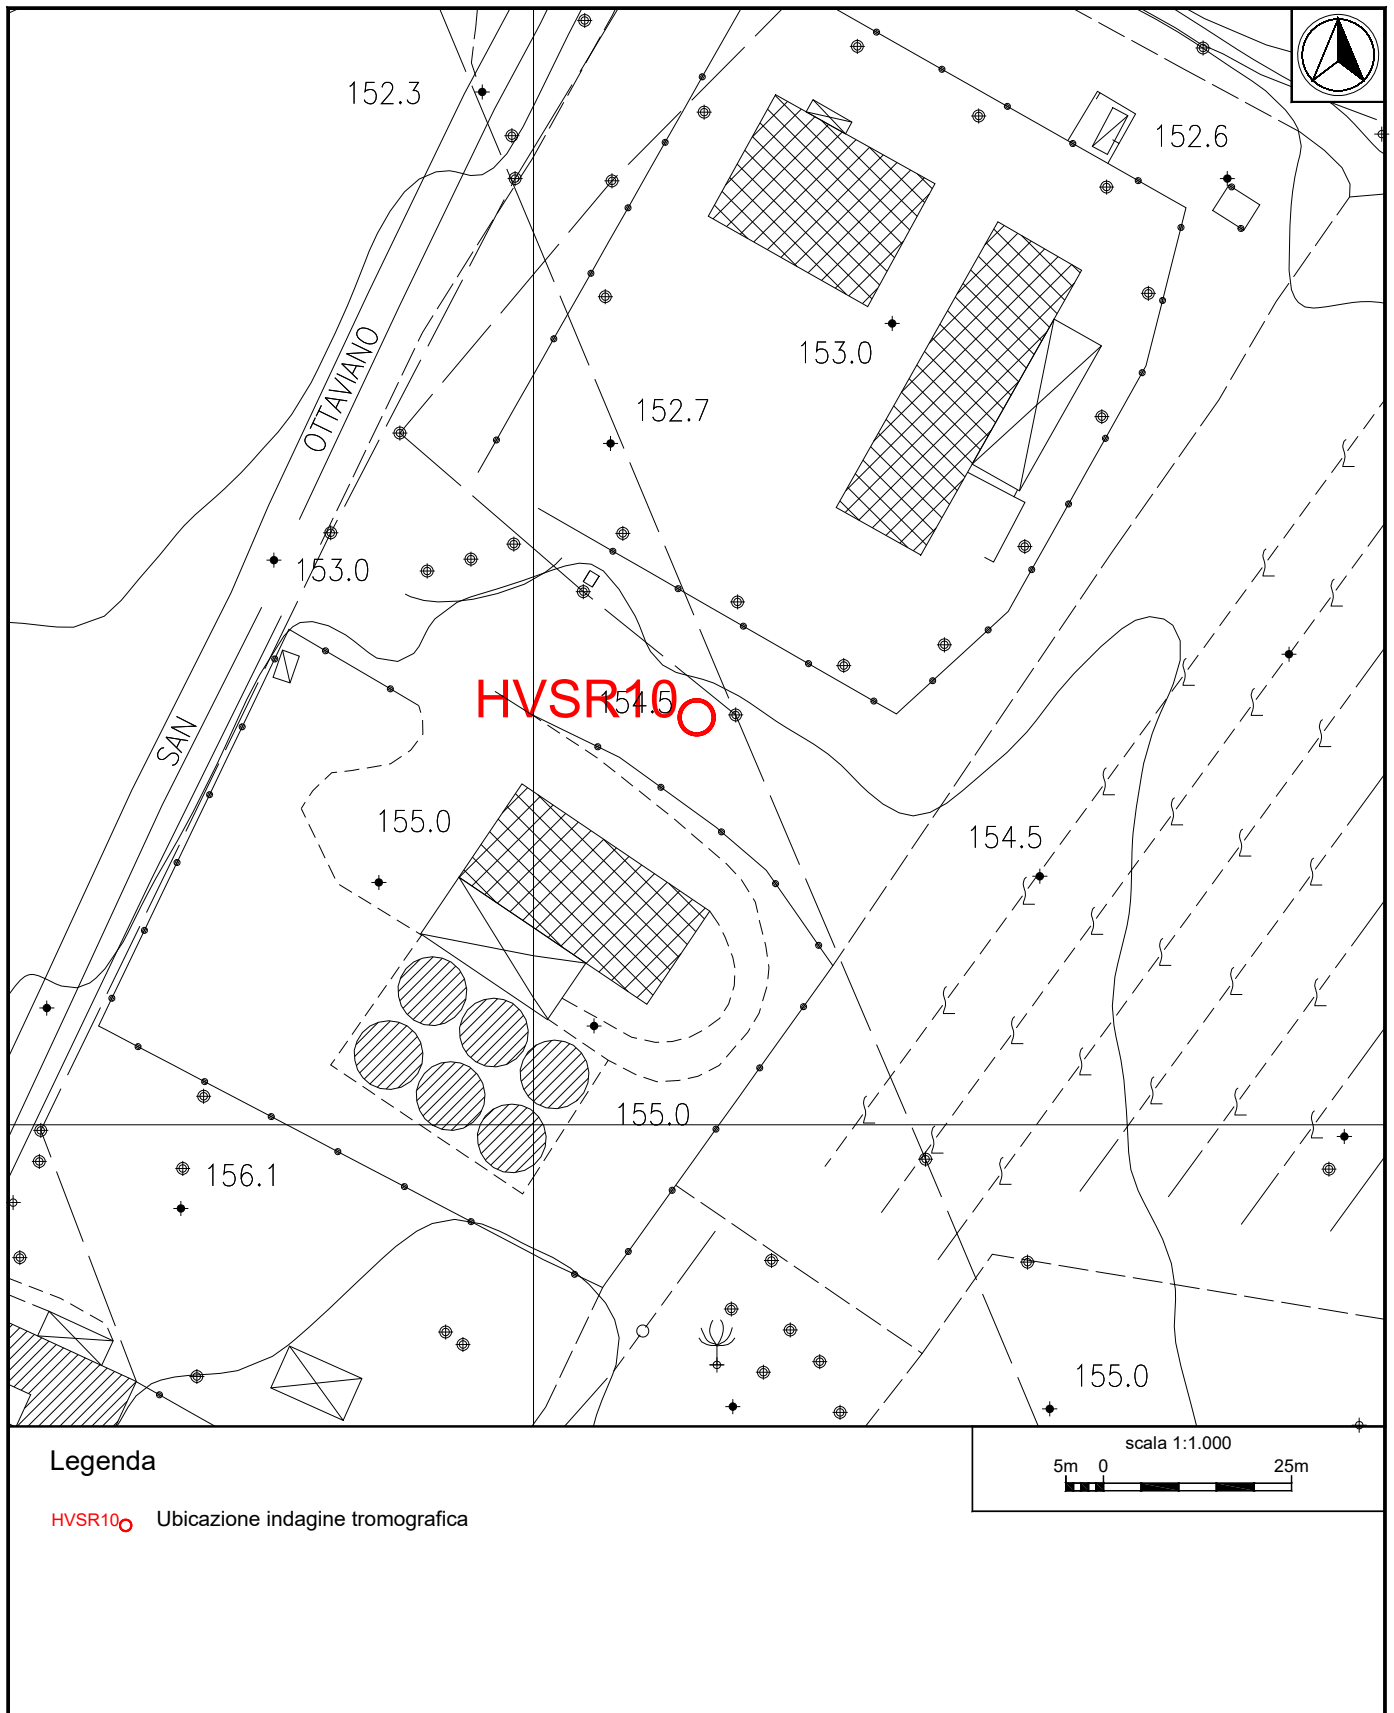 152.3
152.6
153.0
OTTAVIANO
152.7
153.0
HVSR10
154.5
SAN
155.0
154.5
155.0
156.1
155.0
scala 1:1.000
5m 0 25m
Legenda
HVSR10 Ubicazione indagine tromografica